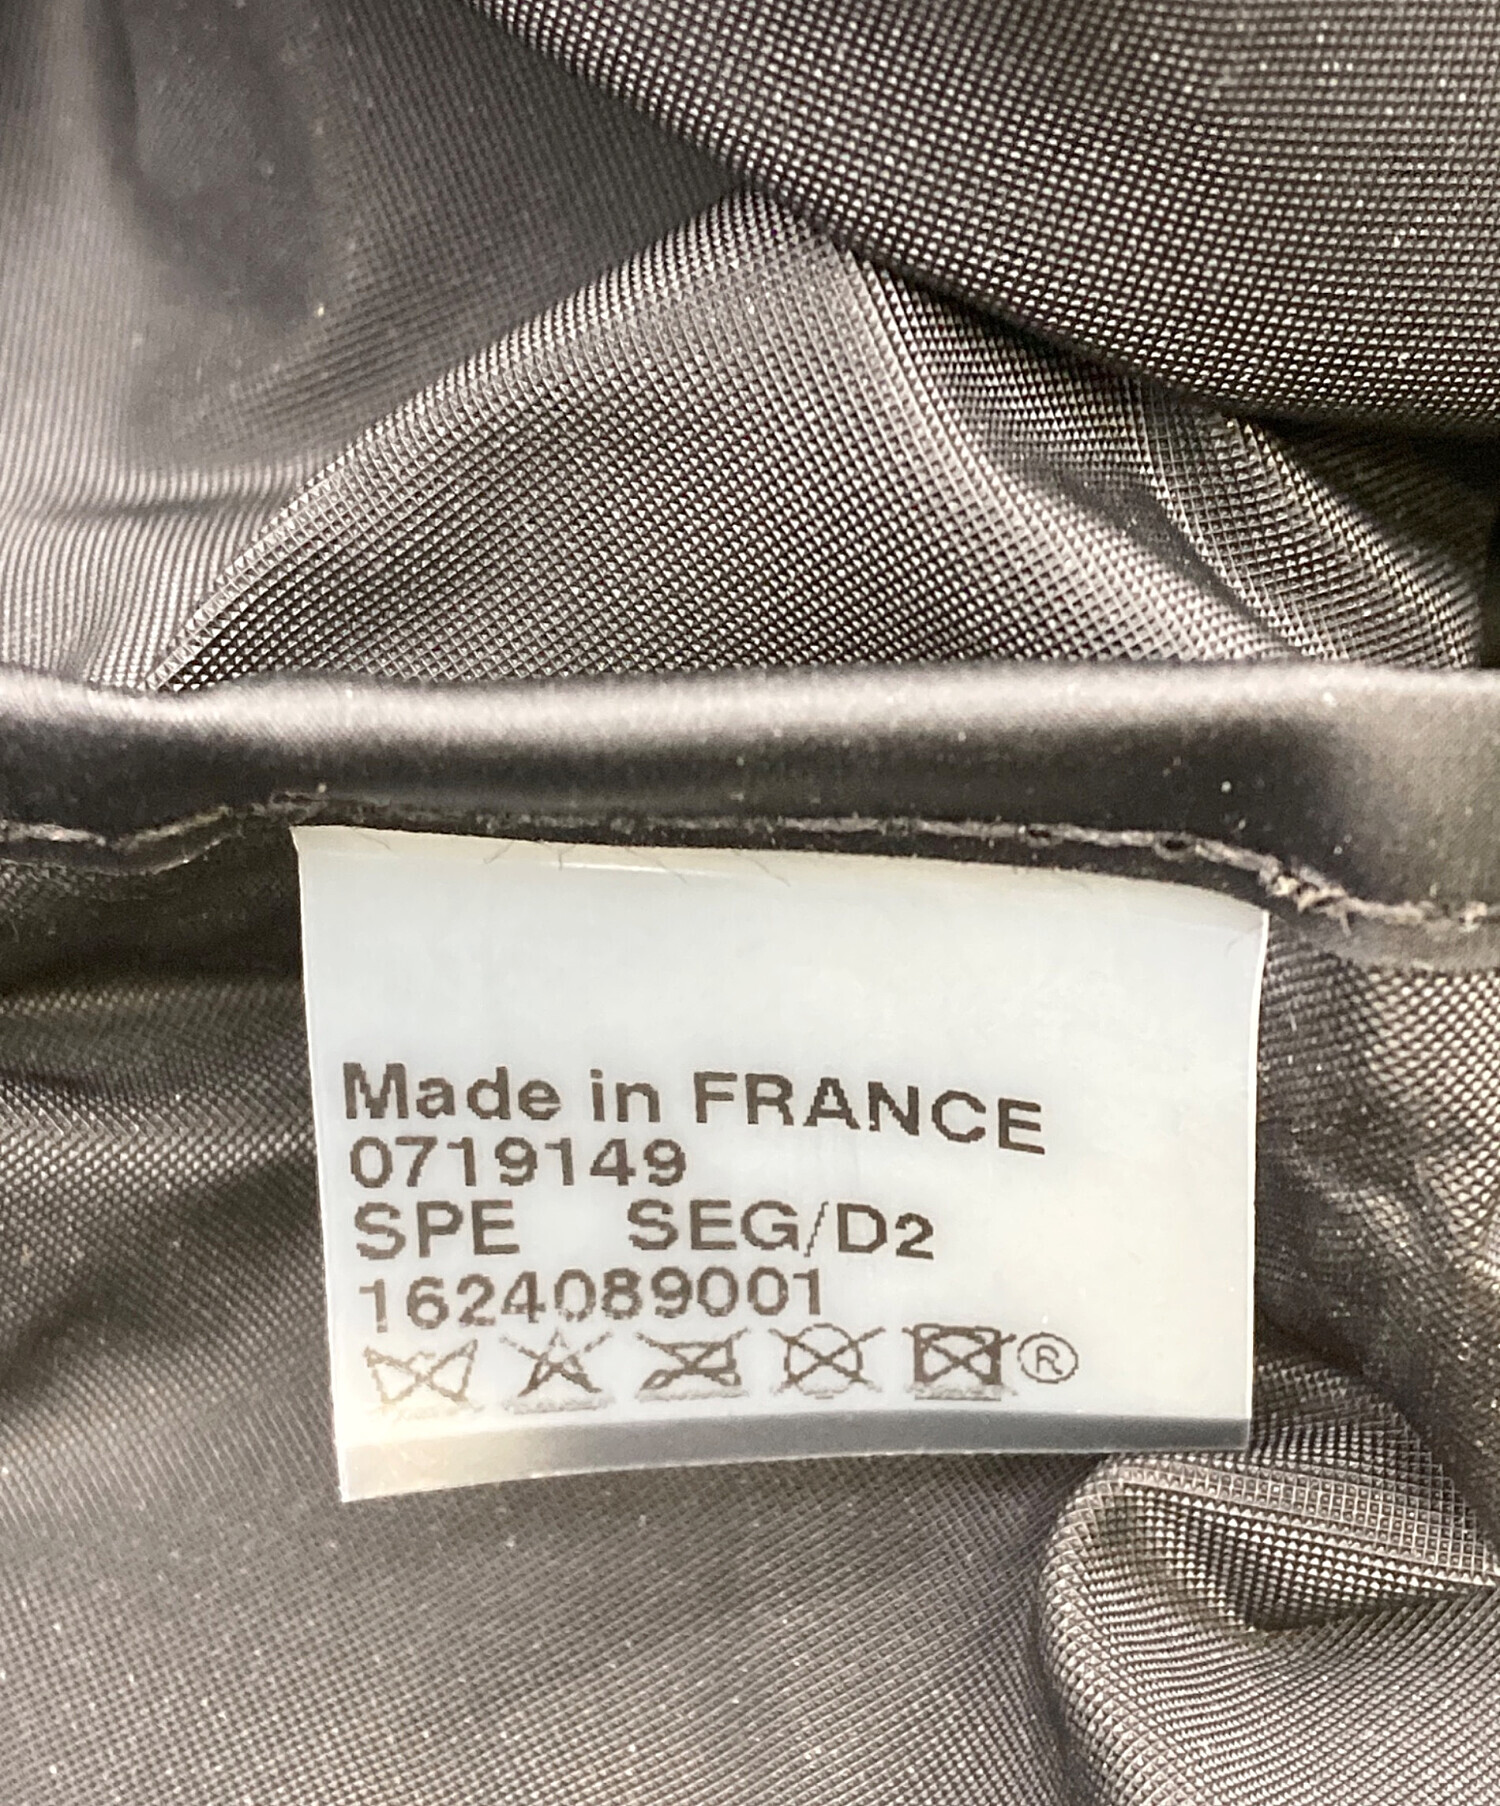 Made in FRANCE
0719149
SPE SEG/D2
1624089001
®